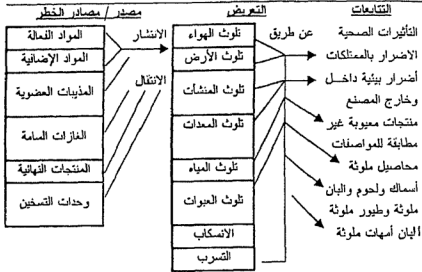 مصدر / مصادر الخطر
التعريض
التتابعات
المواد الفعالة
المواد الإضافية
المذيبات العضوية
الغازات السامة
المنتجات النهائية
وحدات التسخين
الانتشار
الانتقال
تلوث الهواء
تلوث الأرض
تلوث المنشآت
تلوث المعدات
تلوث المياه
تلوث العبوات
الانسكاب
التسرب
عن طريق
التأثيرات الصحية
الاضرار بالممتلكات
أضرار بيئية داخل
وخارج المصنع
منتجات معيوبة غير
مطابقة للمواصفات
محاصيل ملوثة
أسماك ولحوم والبان
ملوثة وطيور ملوثة
ألبان أمهات ملوثة